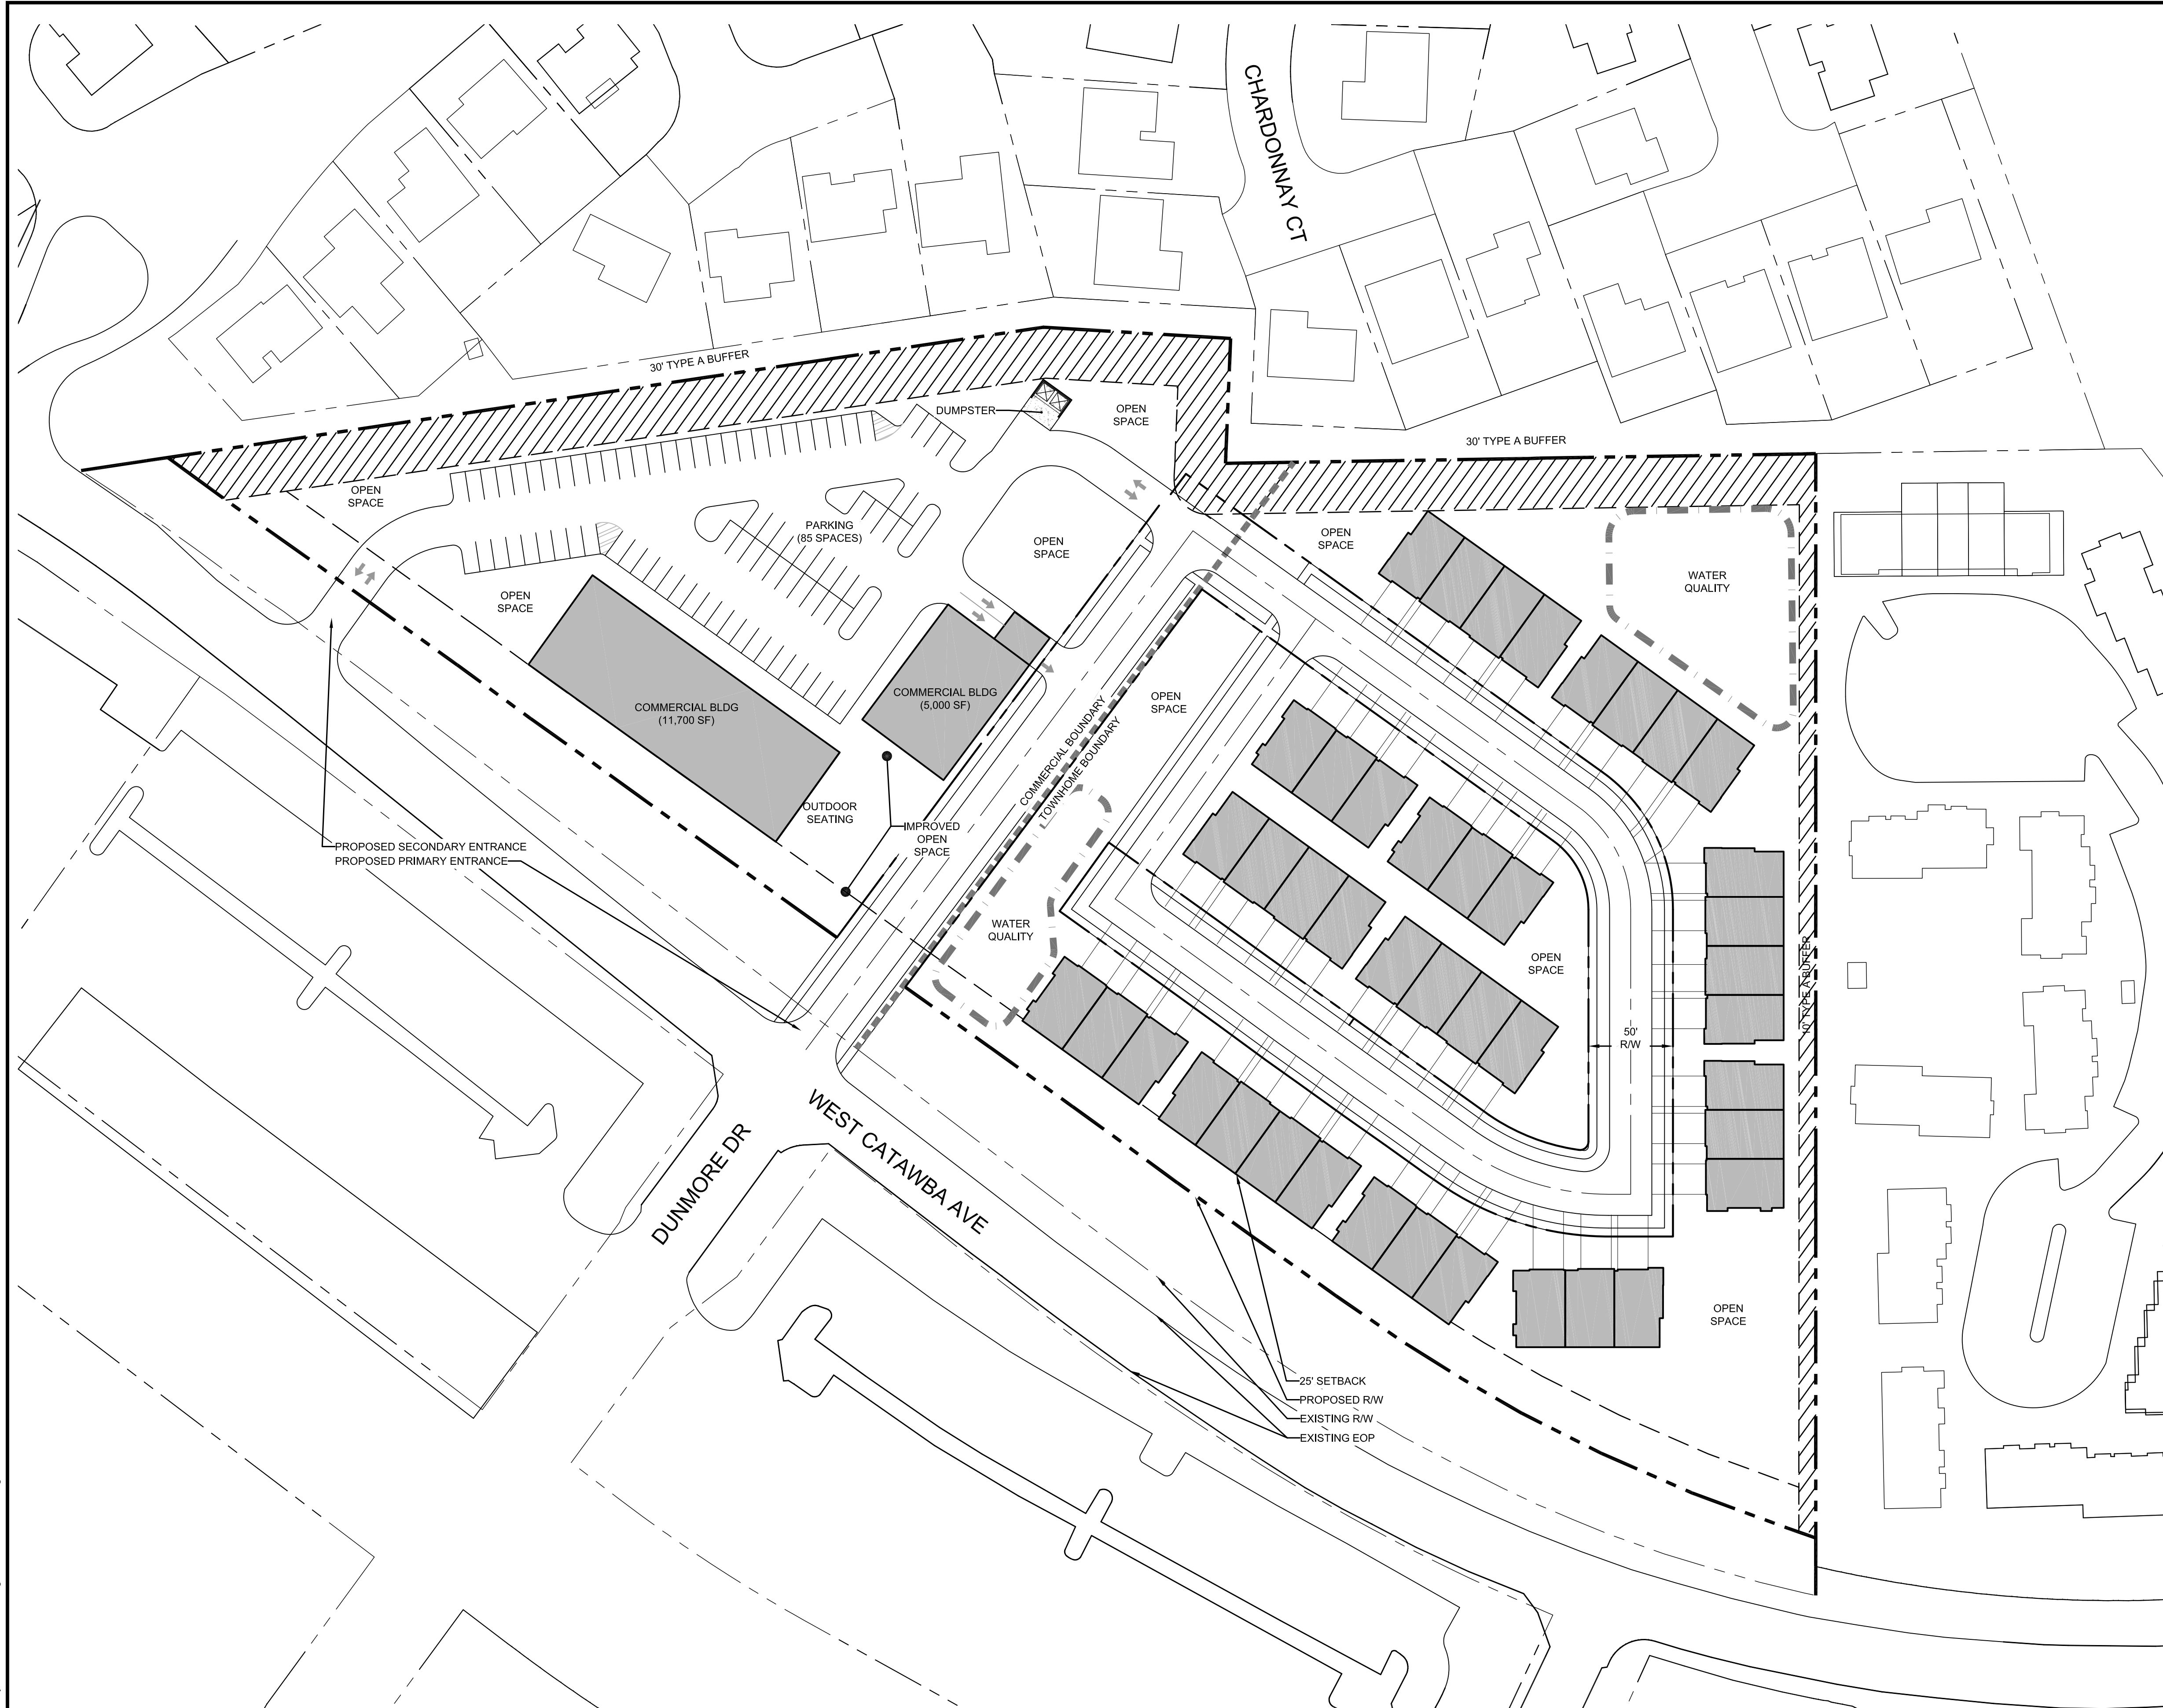 CHARDONNAY CT
30' TYPE A BUFFER
DUMPSTER
OPEN
SPACE
30' TYPE A BUFFER
OPEN
SPACE
PARKING
(85 SPACES)
OPEN
SPACE
OPEN
SPACE
WATER
QUALITY
OPEN
SPACE
COMMERCIAL BLDG
(11,700 SF)
COMMERCIAL BLDG
(5,000 SF)
OPEN
SPACE
COMMERCIAL BOUNDARY
TOWNHOME BOUNDARY
OUTDOOR
SEATING
IMPROVED
OPEN
SPACE
PROPOSED SECONDARY ENTRANCE
PROPOSED PRIMARY ENTRANCE
WATER
QUALITY
OPEN
SPACE
10' TYPE A BUFFER
50'
R/W
WEST CATAWBA AVE
DUNMORE DR
OPEN
SPACE
25' SETBACK
PROPOSED R/W
EXISTING R/W
EXISTING EOP